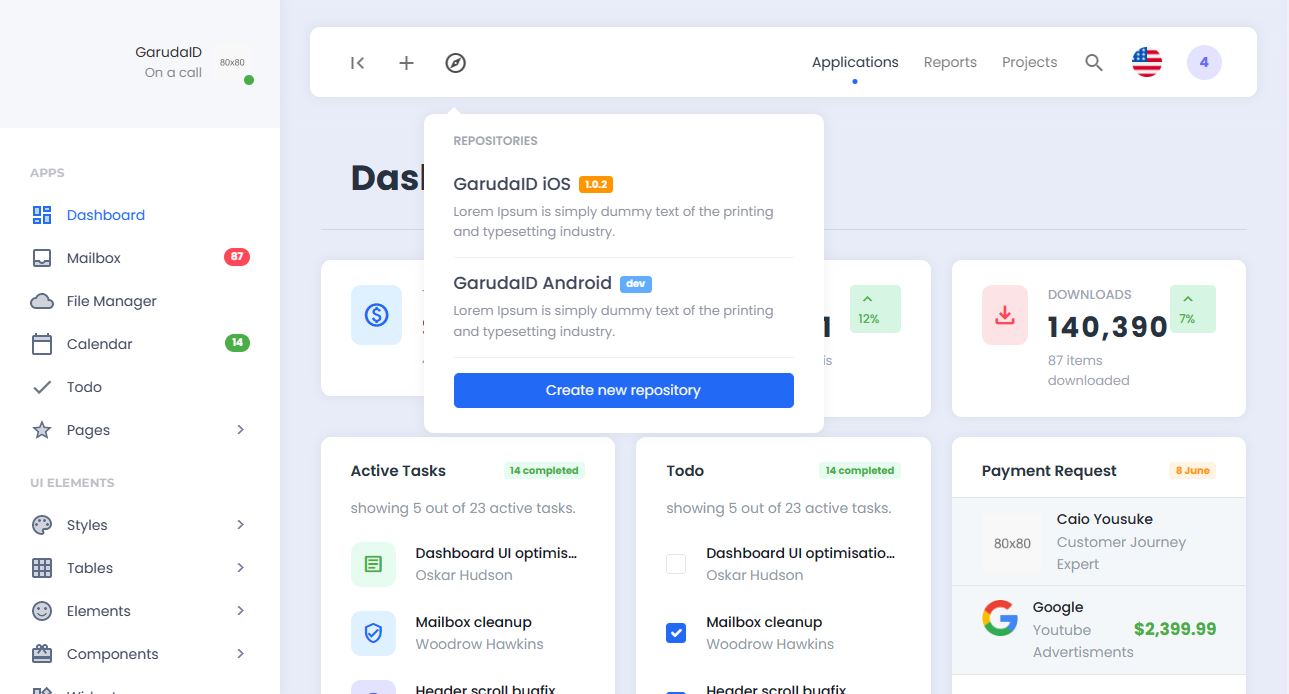 GarudaID
On a call
80x80
APPS
Dashboard
Mailbox
87
File Manager
Calendar
14
Todo
Pages
UI ELEMENTS
Styles
Tables
Elements
Components
Applications
Reports
Projects
4
REPOSITORIES
GarudaID iOS 1.0.2
Lorem Ipsum is simply dummy text of the printing
and typesetting industry.
GarudaID Android dev
Lorem Ipsum is simply dummy text of the printing
and typesetting industry.
Create new repository
12%
DOWNLOADS
140,390
7%
87 items
downloaded
Active Tasks
14 completed
showing 5 out of 23 active tasks.
Dashboard UI optimis...
Oskar Hudson
Mailbox cleanup
Woodrow Hawkins
Header scroll bugfix
Todo
14 completed
showing 5 out of 23 active tasks.
Dashboard UI optimisatio...
Oskar Hudson
Mailbox cleanup
Woodrow Hawkins
Header scroll bugfix
Payment Request
8 June
80x80
Caio Yousuke
Customer Journey
Expert
Google
Youtube
Advertisments
$2,399.99